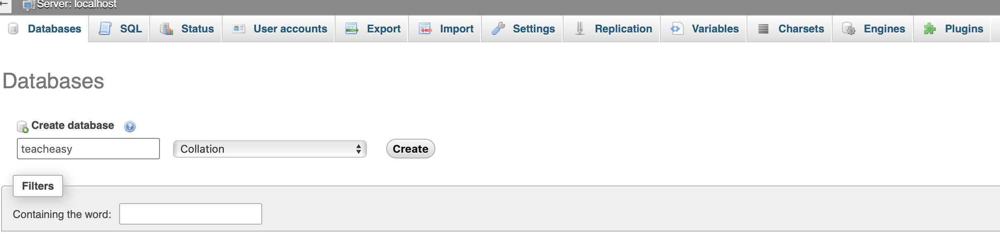 Server: localhost
Databases SQL Status User accounts Export Import Settings Replication Variables Charsets Engines Plugins
Databases
Create database
teacheasy Collation Create
Filters
Containing the word: